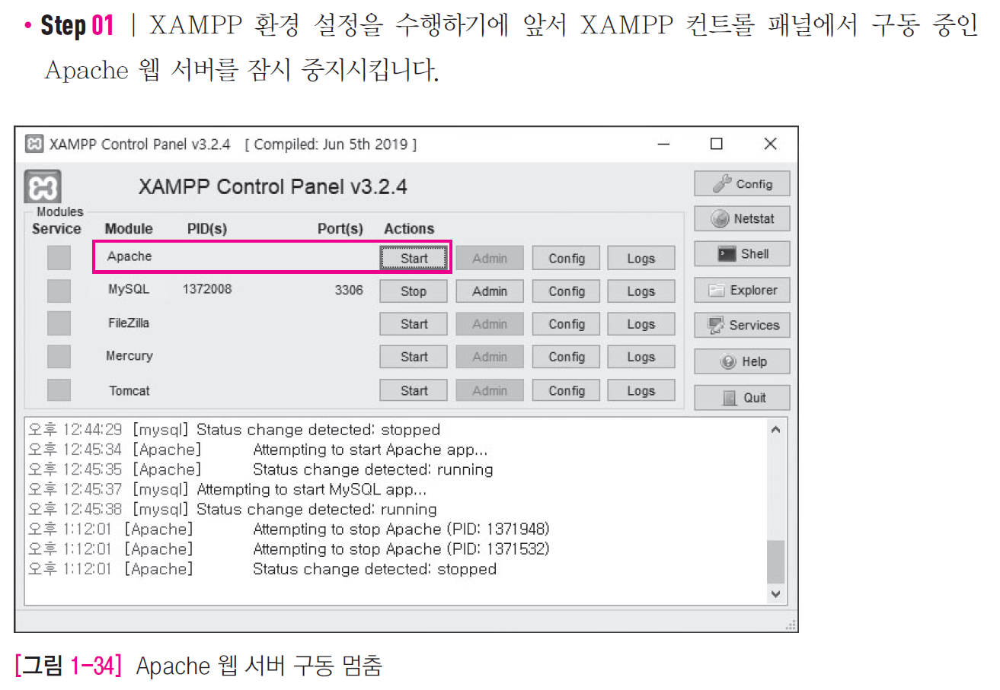 • Step 01 | XAMPP 환경 설정을 수행하기에 앞서 XAMPP 컨트롤 패널에서 구동 중인
Apache 웹 서버를 잠시 중지시킵니다.
XAMPP Control Panel v3.2.4 [ Compiled: Jun 5th 2019 ]
XAMPP Control Panel v3.2.4
Config
Modules
Service Module PID(s) Port(s) Actions
Netstat
Apache Start Admin Config Logs
Shell
MySQL 1372008 3306 Stop Admin Config Logs
Explorer
FileZilla Start Admin Config Logs
Services
Mercury Start Admin Config Logs
Help
Tomcat Start Admin Config Logs
Quit
오후 12:44:29 [mysql] Status change detected: stopped
오후 12:45:34 [Apache] Attempting to start Apache app...
오후 12:45:35 [Apache] Status change detected: running
오후 12:45:37 [mysql] Attempting to start MySQL app...
오후 12:45:38 [mysql] Status change detected: running
오후 1:12:01 [Apache] Attempting to stop Apache (PID: 1371948)
오후 1:12:01 [Apache] Attempting to stop Apache (PID: 1371532)
오후 1:12:01 [Apache] Status change detected: stopped
[그림 1-34] Apache 웹 서버 구동 멈춤